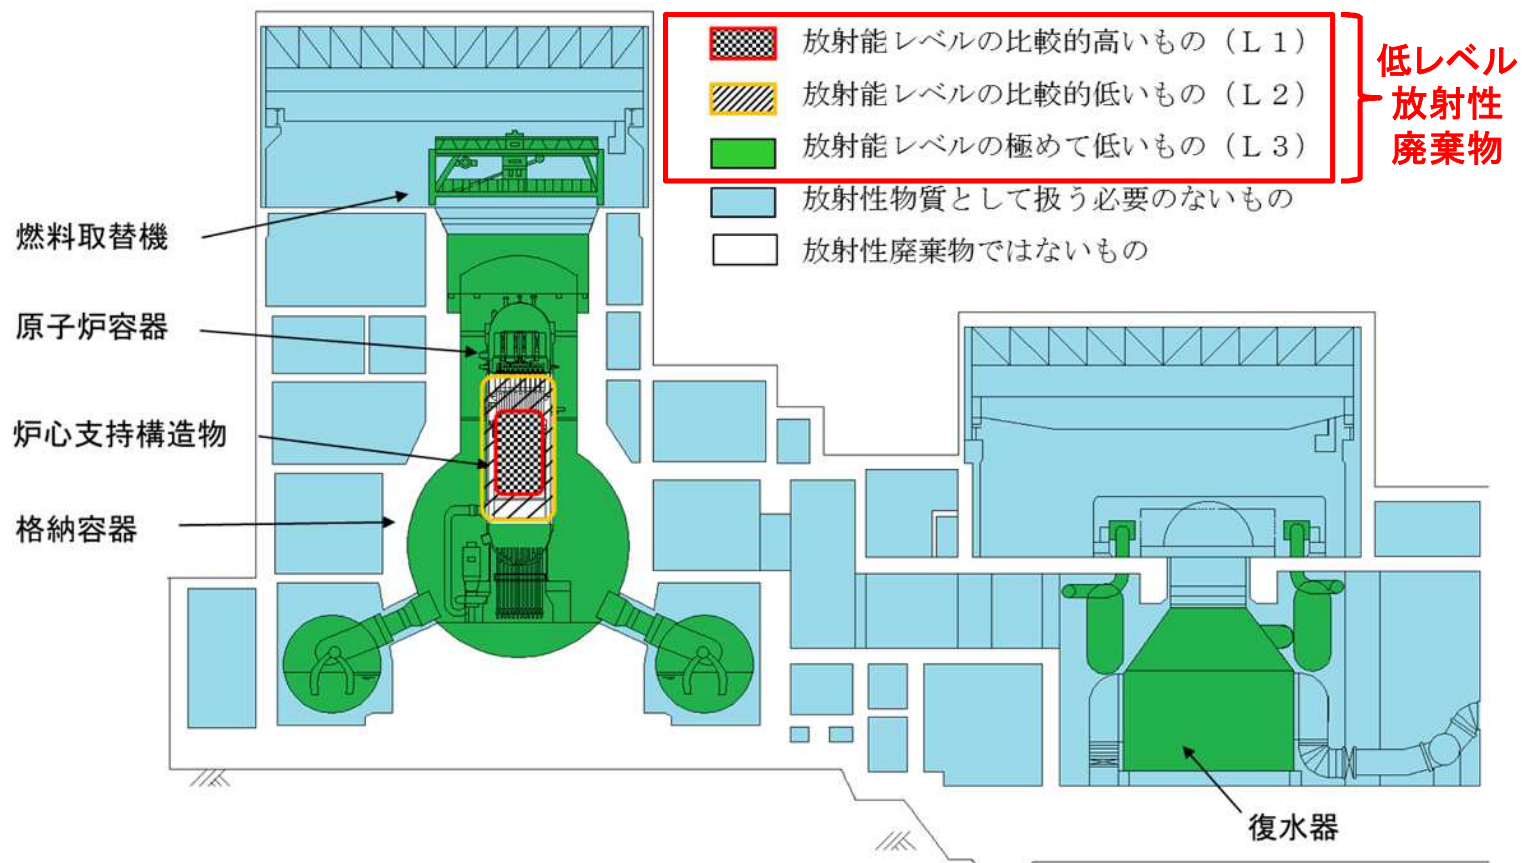 放射能レベルの比較的高いもの（Ｌ１）
放射能レベルの比較的低いもの（Ｌ２）
放射能レベルの極めて低いもの（Ｌ３）
放射性物質として扱う必要のないもの
放射性廃棄物ではないもの
低レベル
放射性
廃棄物
燃料取替機
原子炉容器
炉心支持構造物
格納容器
復水器